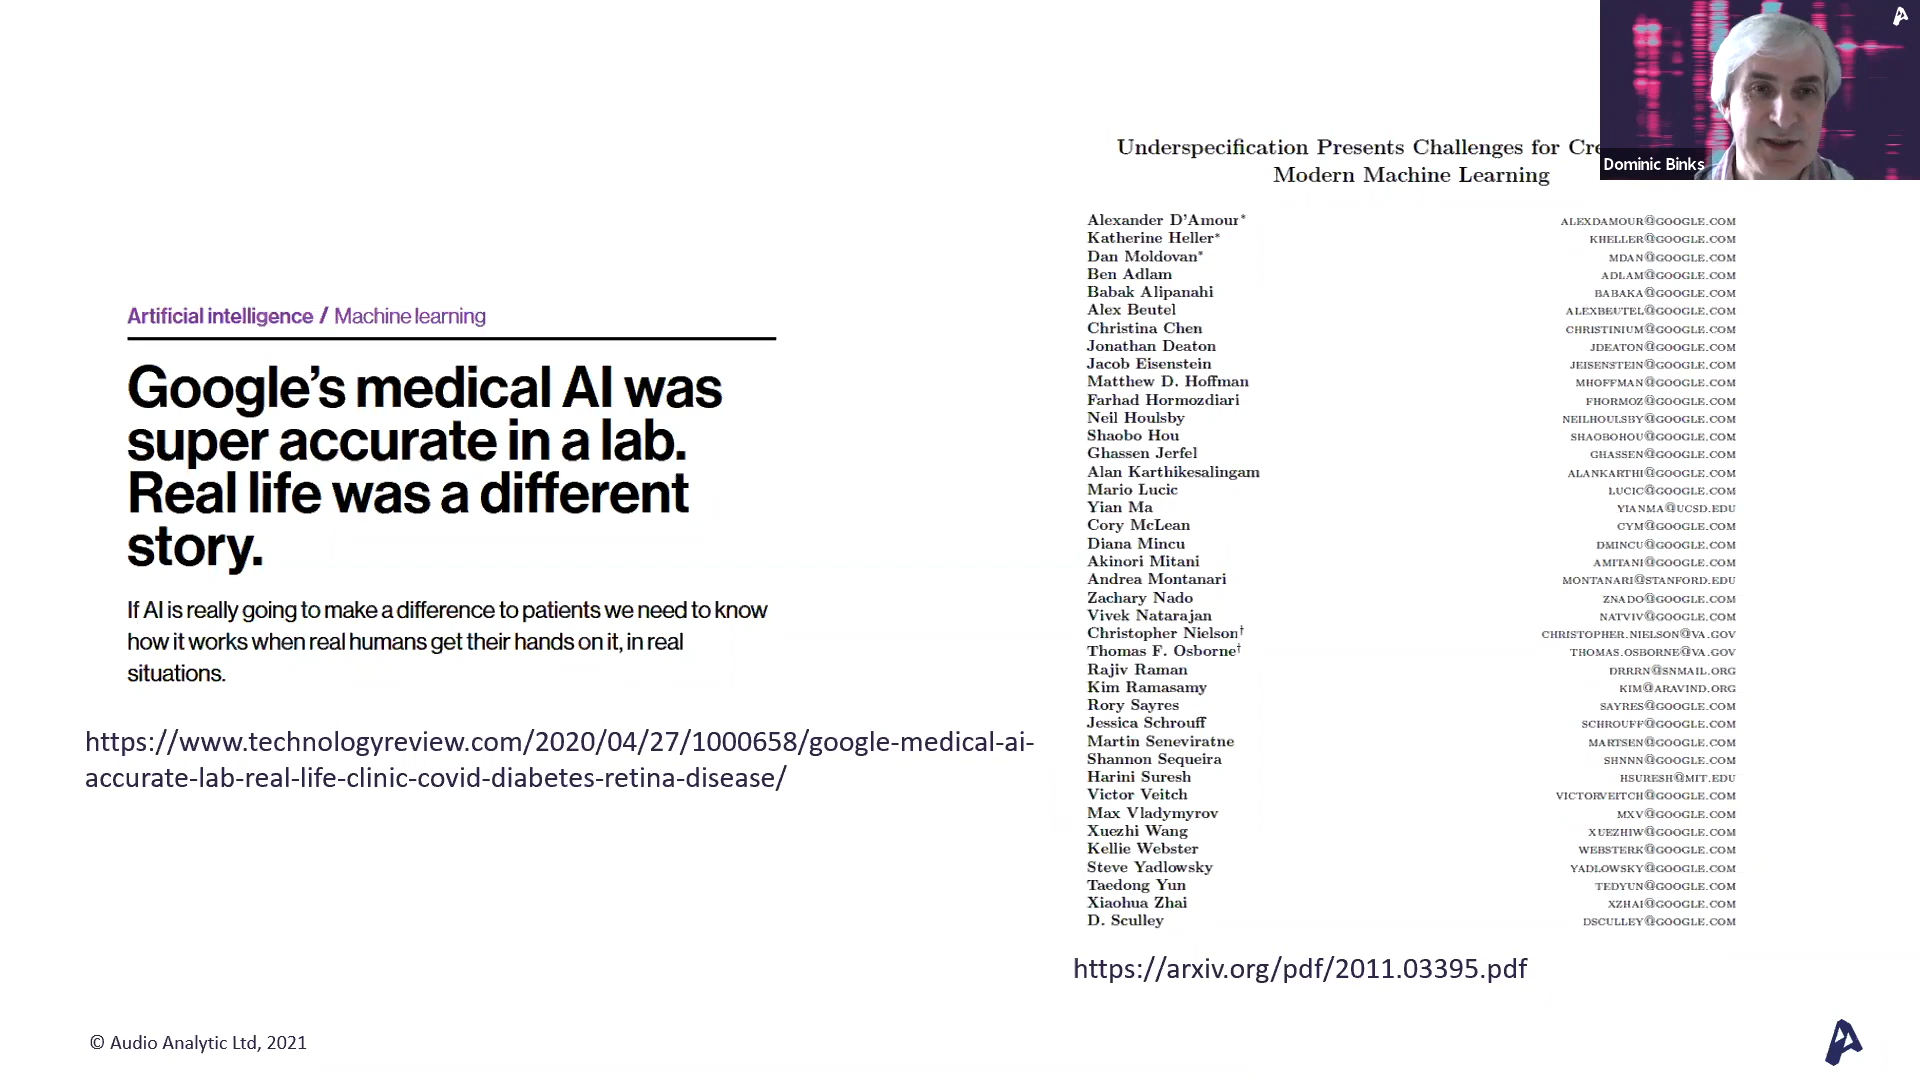 Dominic Binks
Artificial intelligence / Machine learning
Google's medical AI was
super accurate in a lab.
Real life was a different
story.
If AI is really going to make a difference to patients we need to know
how it works when real humans get their hands on it, in real
situations.
https://www.technologyreview.com/2020/04/27/1000658/google-medical-ai-
accurate-lab-real-life-clinic-covid-diabetes-retina-disease/
Underspecification Presents Challenges for
Modern Machine Learning
Alexander D'Amour* ALEXDAMOUR@GOOGLE.COM
Katherine Heller* KHELLER@GOOGLE.COM
Dan Moldovan* MDAN@GOOGLE.COM
Ben Adlam ADLAM@GOOGLE.COM
Babak Alipanahi BABAKA@GOOGLE.COM
Alex Beutel ALEXBEUTEL@GOOGLE.COM
Christina Chen CHRISTINIUM@GOOGLE.COM
Jonathan Deaton JDEATON@GOOGLE.COM
Jacob Eisenstein JEISENSTEIN@GOOGLE.COM
Matthew D. Hoffman MHOFFMAN@GOOGLE.COM
Farhad Hormozdiari FHORMOZ@GOOGLE.COM
Neil Houlsby NEILHOULSBY@GOOGLE.COM
Shaobo Hou SHAOBOHOU@GOOGLE.COM
Ghassen Jerfel GHASSEN@GOOGLE.COM
Alan Karthikesalingam ALANKARTHI@GOOGLE.COM
Mario Lucic LUCIC@GOOGLE.COM
Yian Ma YIANMA@UCSD.EDU
Cory McLean CYM@GOOGLE.COM
Diana Mincu DMINCU@GOOGLE.COM
Akinori Mitani AMITANI@GOOGLE.COM
Andrea Montanari MONTANARI@STANFORD.EDU
Zachary Nado ZNADO@GOOGLE.COM
Vivek Natarajan NATVIV@GOOGLE.COM
Christopher Nielson† CHRISTOPHER.NIELSON@VA.GOV
Thomas F. Osborne† THOMAS.OSBORNE@VA.GOV
Rajiv Raman DRRRN@SNMAIL.ORG
Kim Ramasamy KIM@ARAVIND.ORG
Rory Sayres SAYRES@GOOGLE.COM
Jessica Schrouff SCHROUFF@GOOGLE.COM
Martin Seneviratne MARTSEN@GOOGLE.COM
Shannon Sequeira SHNNN@GOOGLE.COM
Harini Suresh HSURESH@MIT.EDU
Victor Veitch VICTORVEITCH@GOOGLE.COM
Max Vladymyrov MXV@GOOGLE.COM
Xuezhi Wang XUEZHIW@GOOGLE.COM
Kellie Webster WEBSTERK@GOOGLE.COM
Steve Yadlowsky YADLOWSKY@GOOGLE.COM
Taedong Yun TEDYUN@GOOGLE.COM
Xiaohua Zhai XZHAI@GOOGLE.COM
D. Sculley DSCULLEY@GOOGLE.COM
https://arxiv.org/pdf/2011.03395.pdf
© Audio Analytic Ltd, 2021